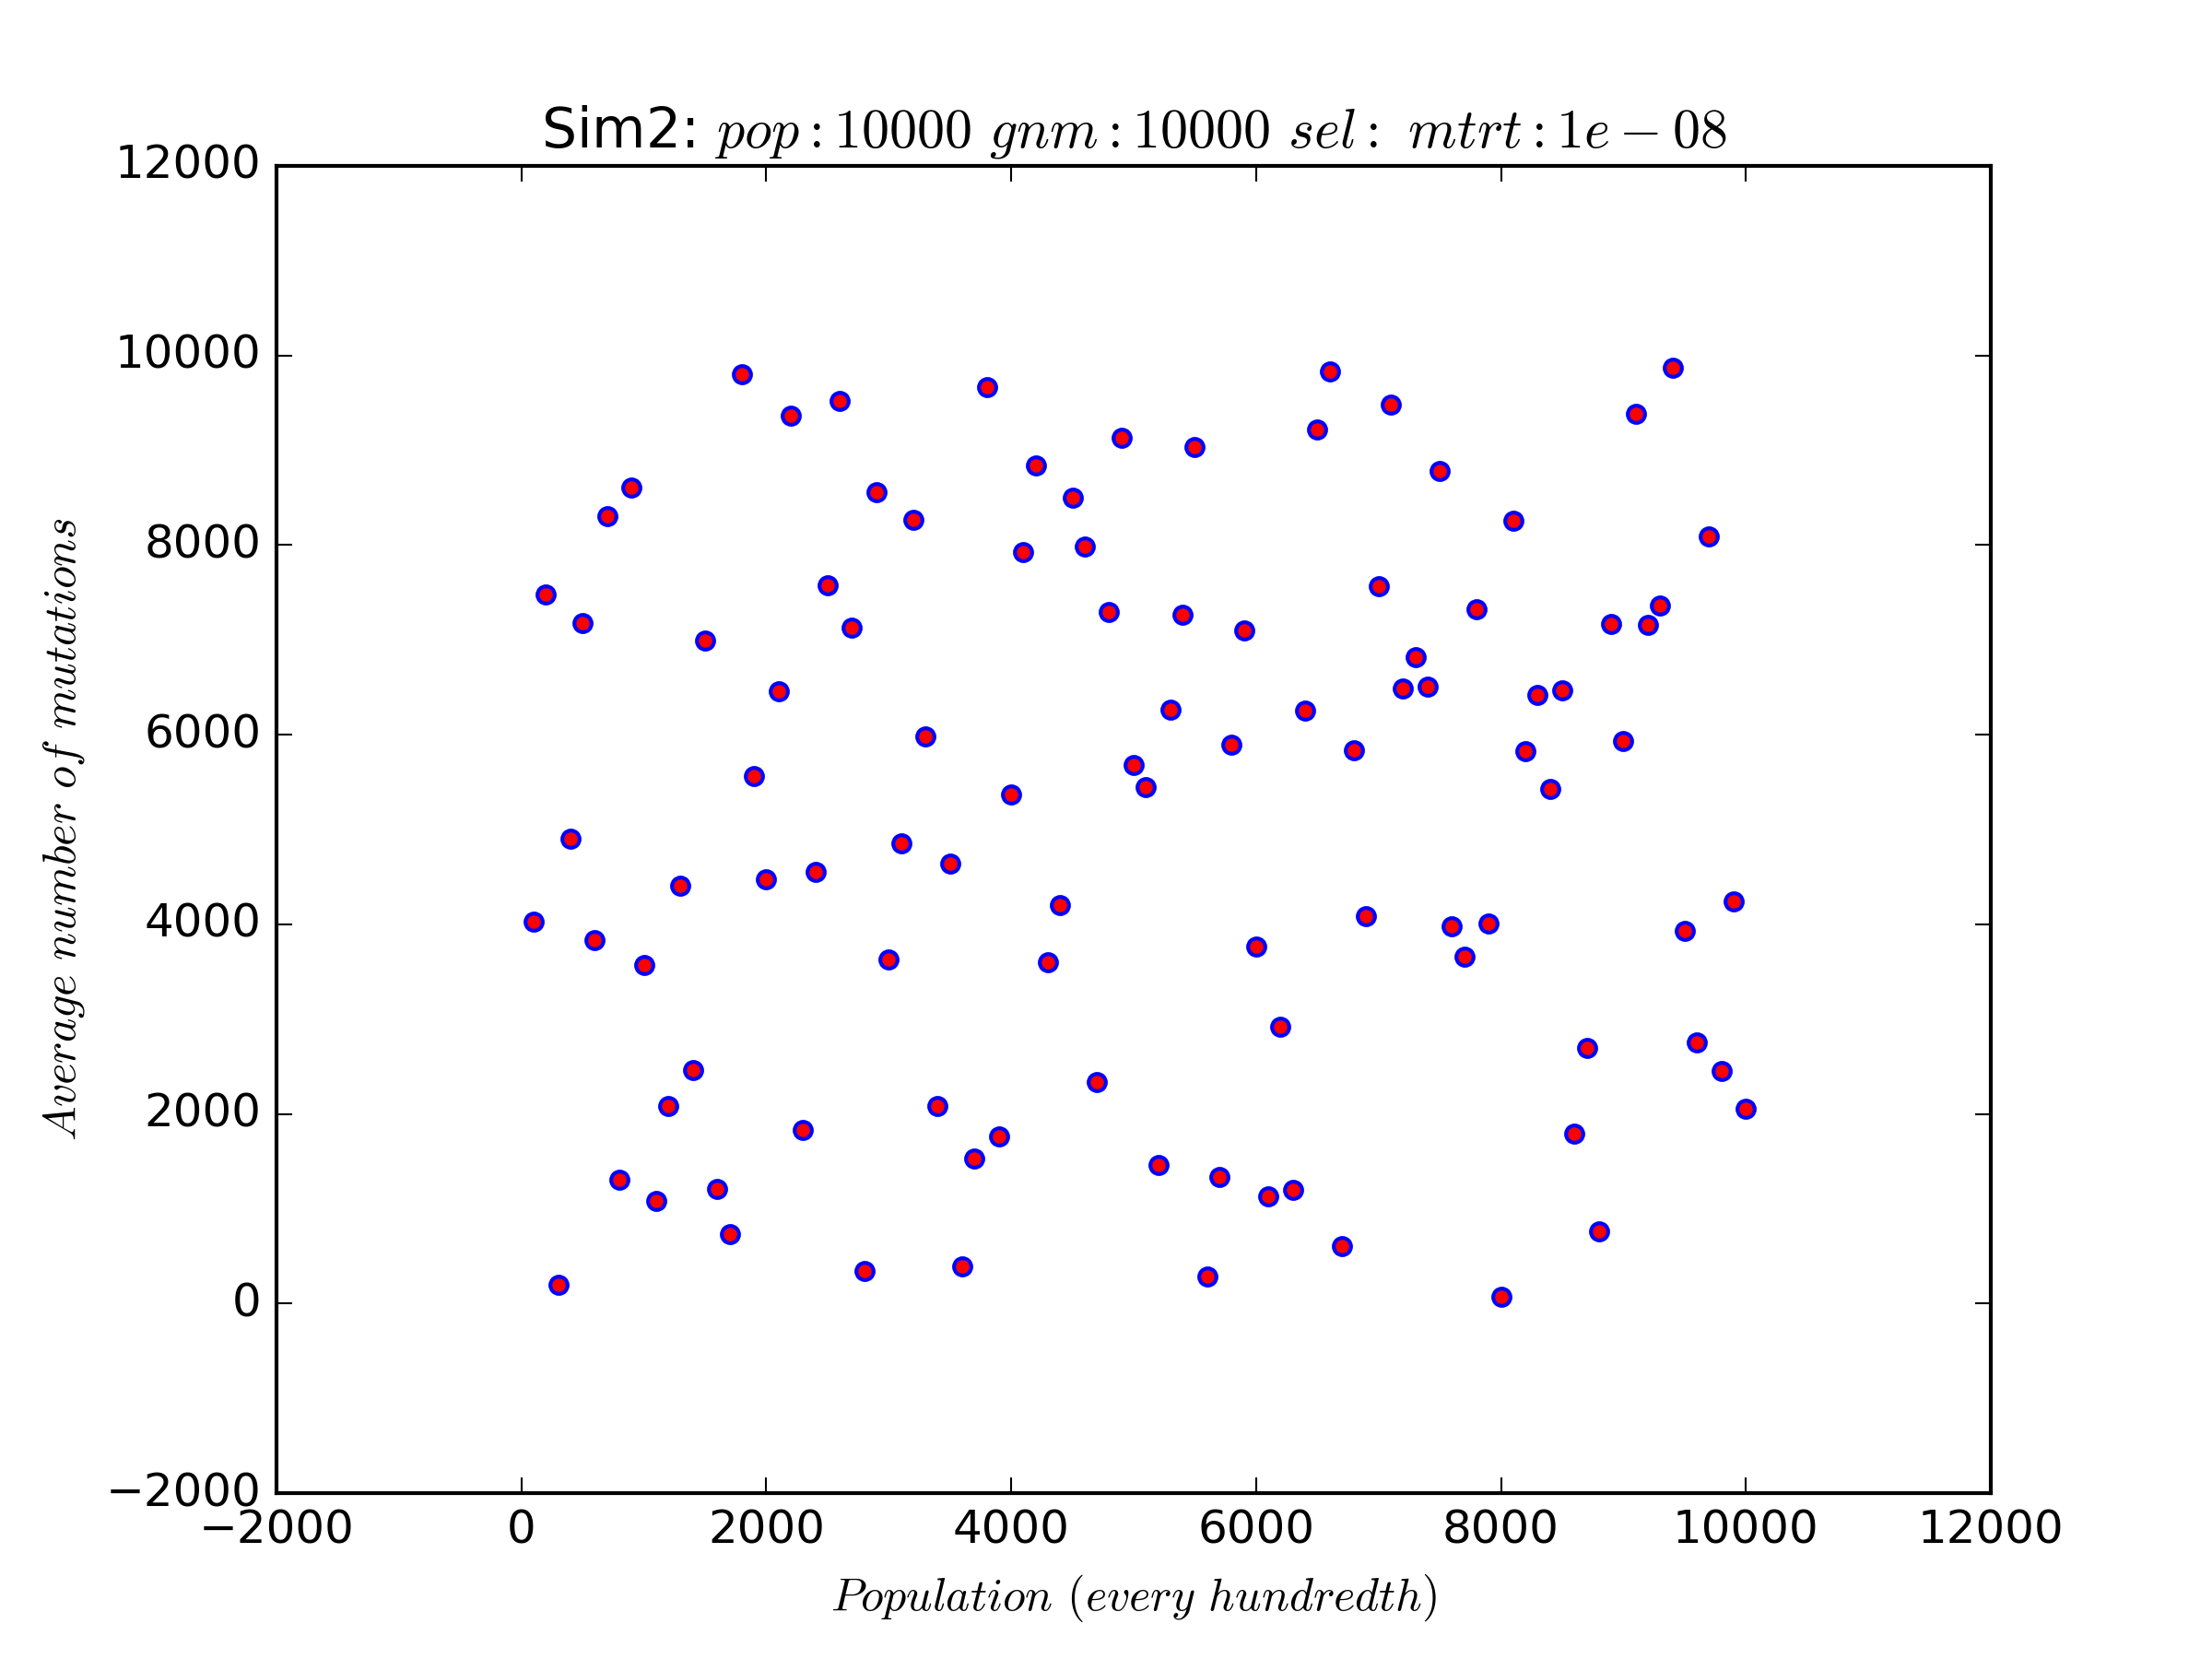 Sim2: pop : 10000 gnm : 10000 sel : mtrt : 1e − 08
Average number of mutations
12000
10000
8000
6000
4000
2000
0
−2000
−2000 0 2000 4000 6000 8000 10000 12000
Population (every hundredth)